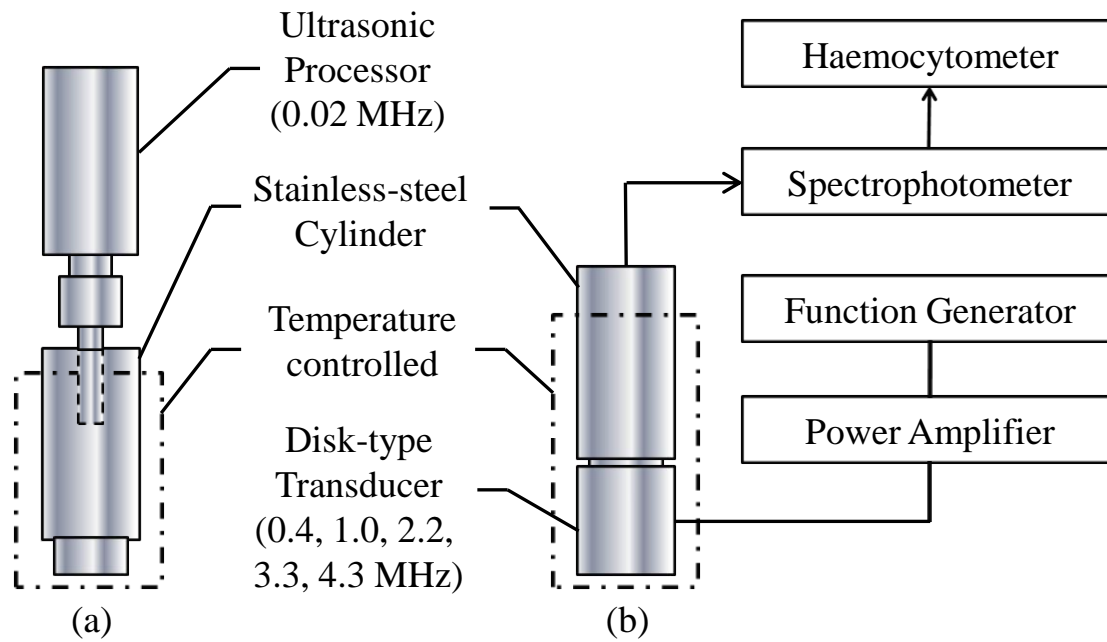 Ultrasonic
Processor
(0.02 MHz)
Stainless-steel
Cylinder
Temperature
controlled
Disk-type
Transducer
(0.4, 1.0, 2.2,
3.3, 4.3 MHz)
Haemocytometer
Spectrophotometer
Function Generator
Power Amplifier
(a)
(b)